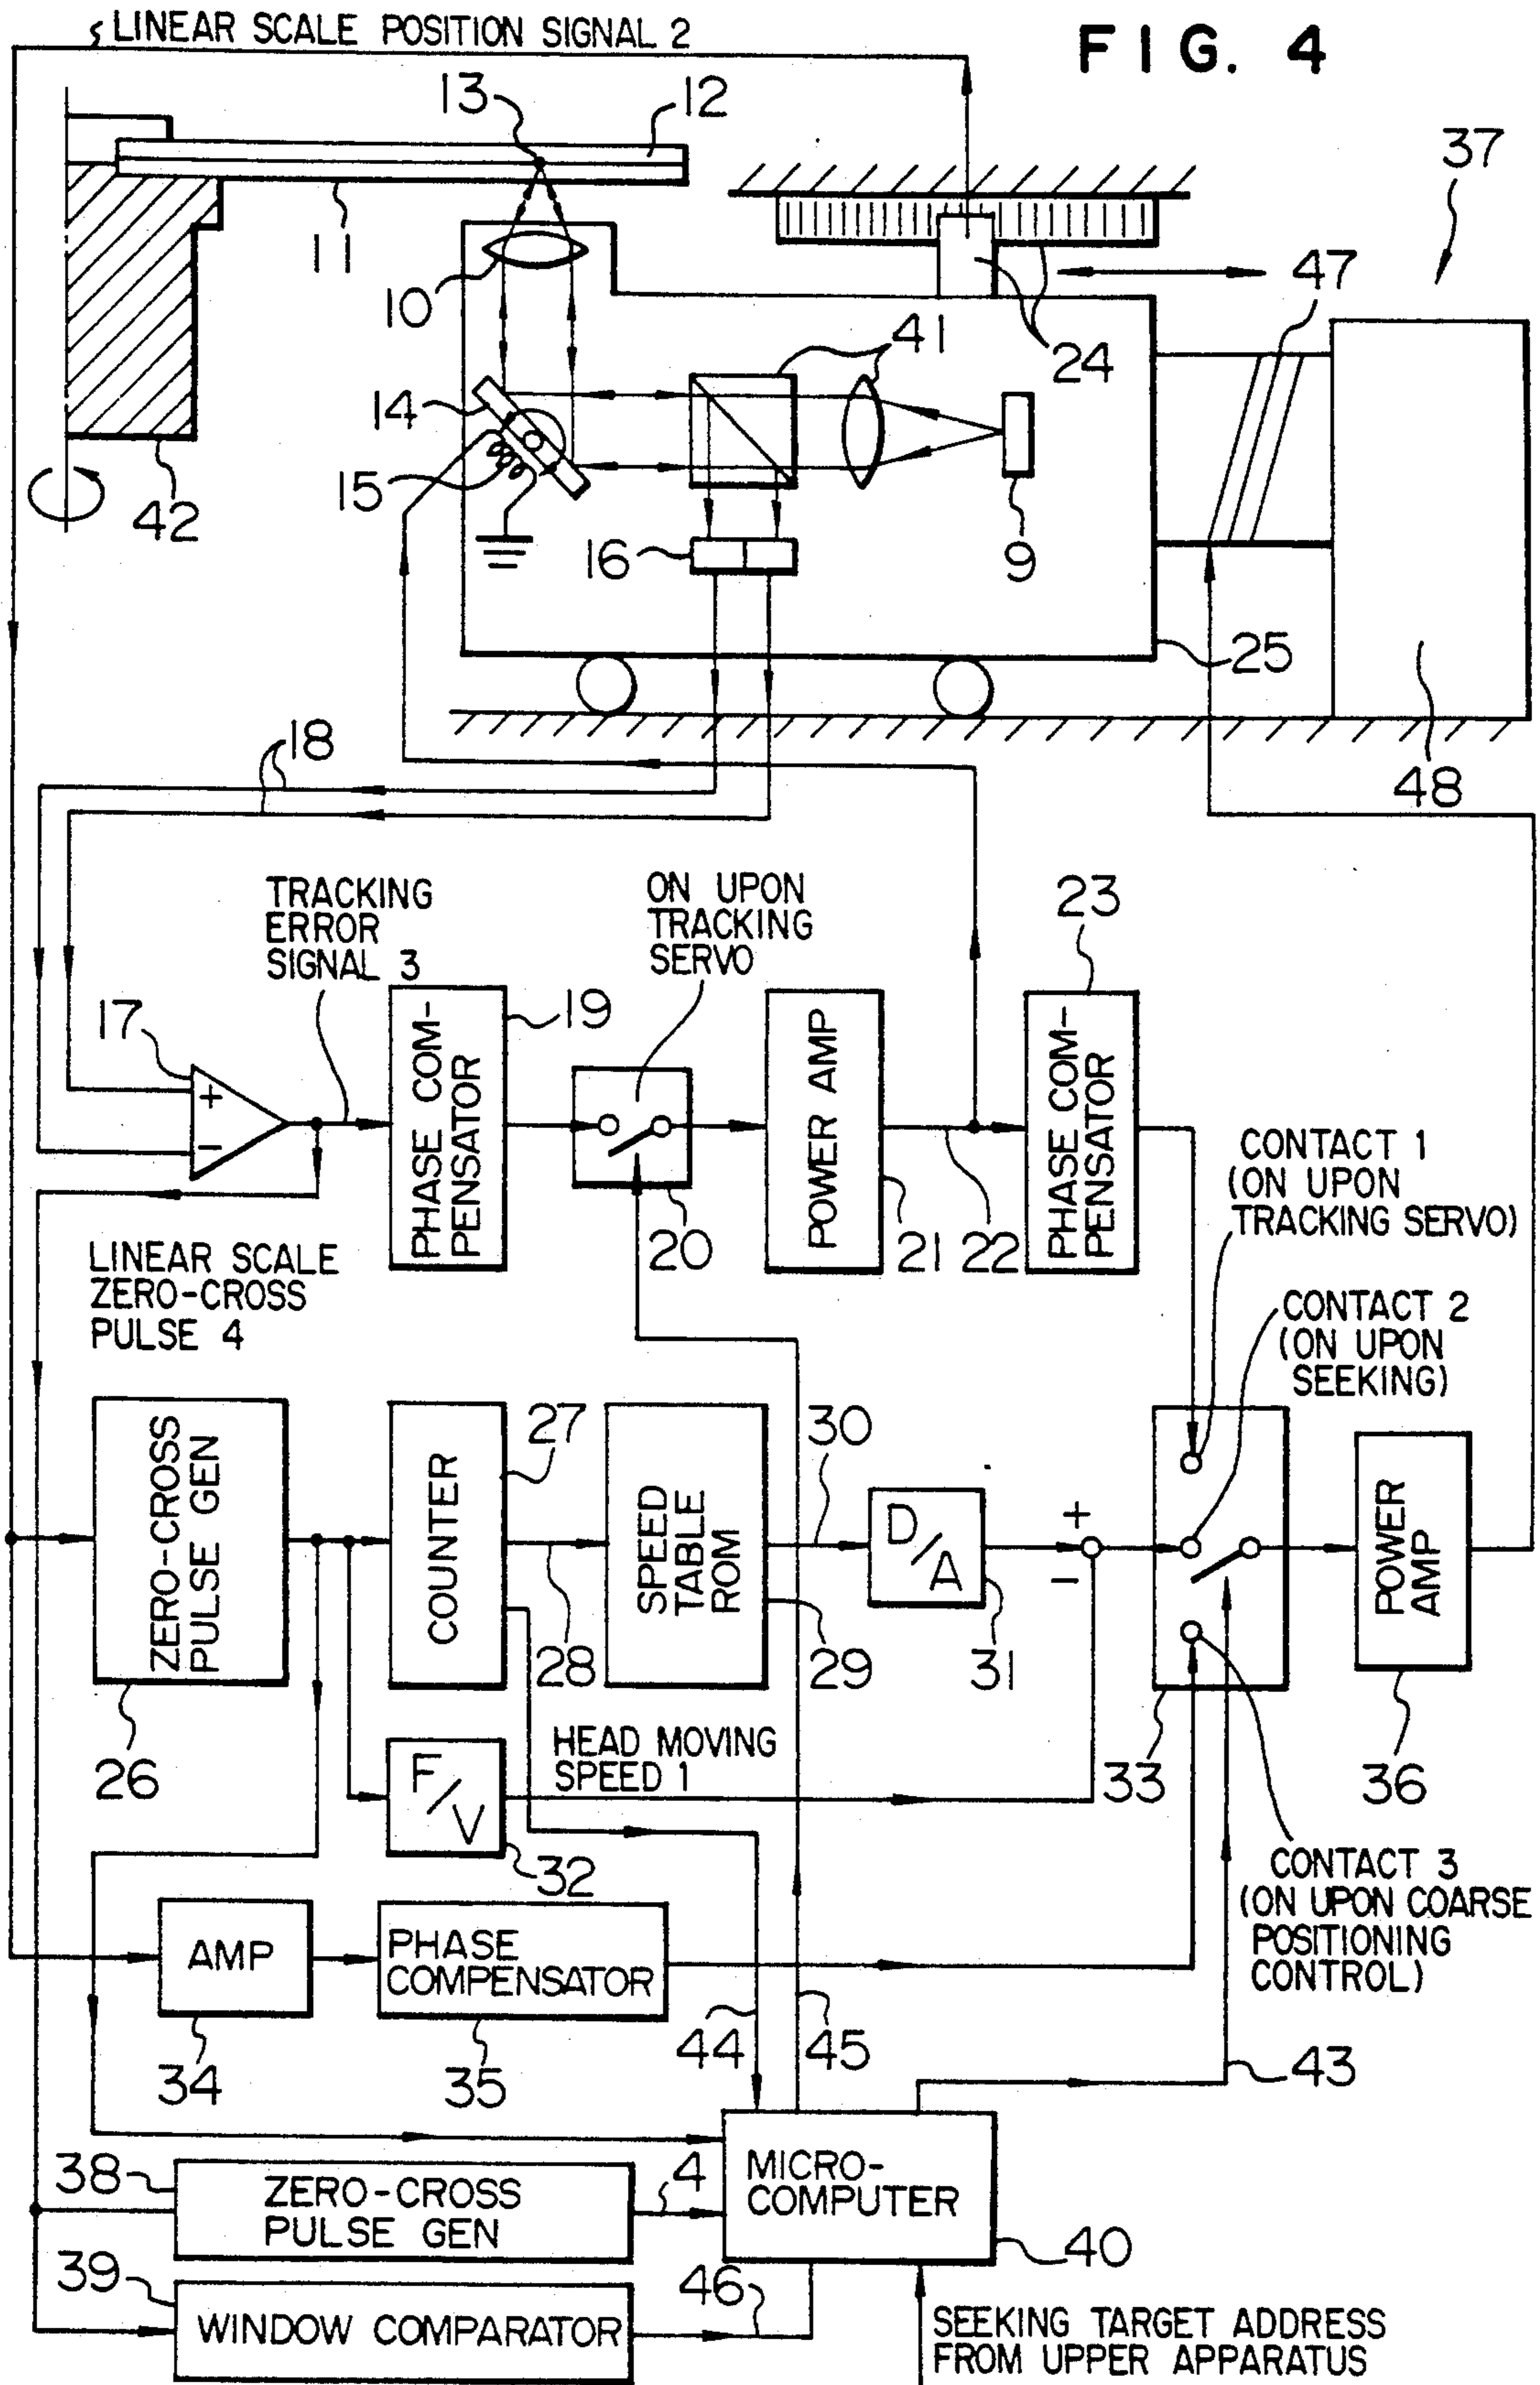 LINEAR SCALE POSITION SIGNAL 2
FIG. 4
13
12
37
11
10
47
41
24
14
15
42
16
9
25
18
48
TRACKING
ERROR
SIGNAL 3
ON UPON
TRACKING
SERVO
23
17
19
+
-
PHASE COM-
PENSATOR
POWER AMP
PHASE COM-
PENSATOR
20
21
22
CONTACT 1
(ON UPON
TRACKING SERVO)
LINEAR SCALE
ZERO-CROSS
PULSE 4
CONTACT 2
(ON UPON
SEEKING)
27
30
ZERO-CROSS
PULSE GEN
COUNTER
SPEED
TABLE
ROM
D/A
+
-
POWER
AMP
28
29
31
26
HEAD MOVING
SPEED 1
33
36
F/V
32
CONTACT 3
(ON UPON COARSE
POSITIONING
CONTROL)
AMP
PHASE
COMPENSATOR
34
35
44
45
43
38
ZERO-CROSS
PULSE GEN
4
MICRO-
COMPUTER
40
39
WINDOW COMPARATOR
46
SEEKING TARGET ADDRESS
FROM UPPER APPARATUS